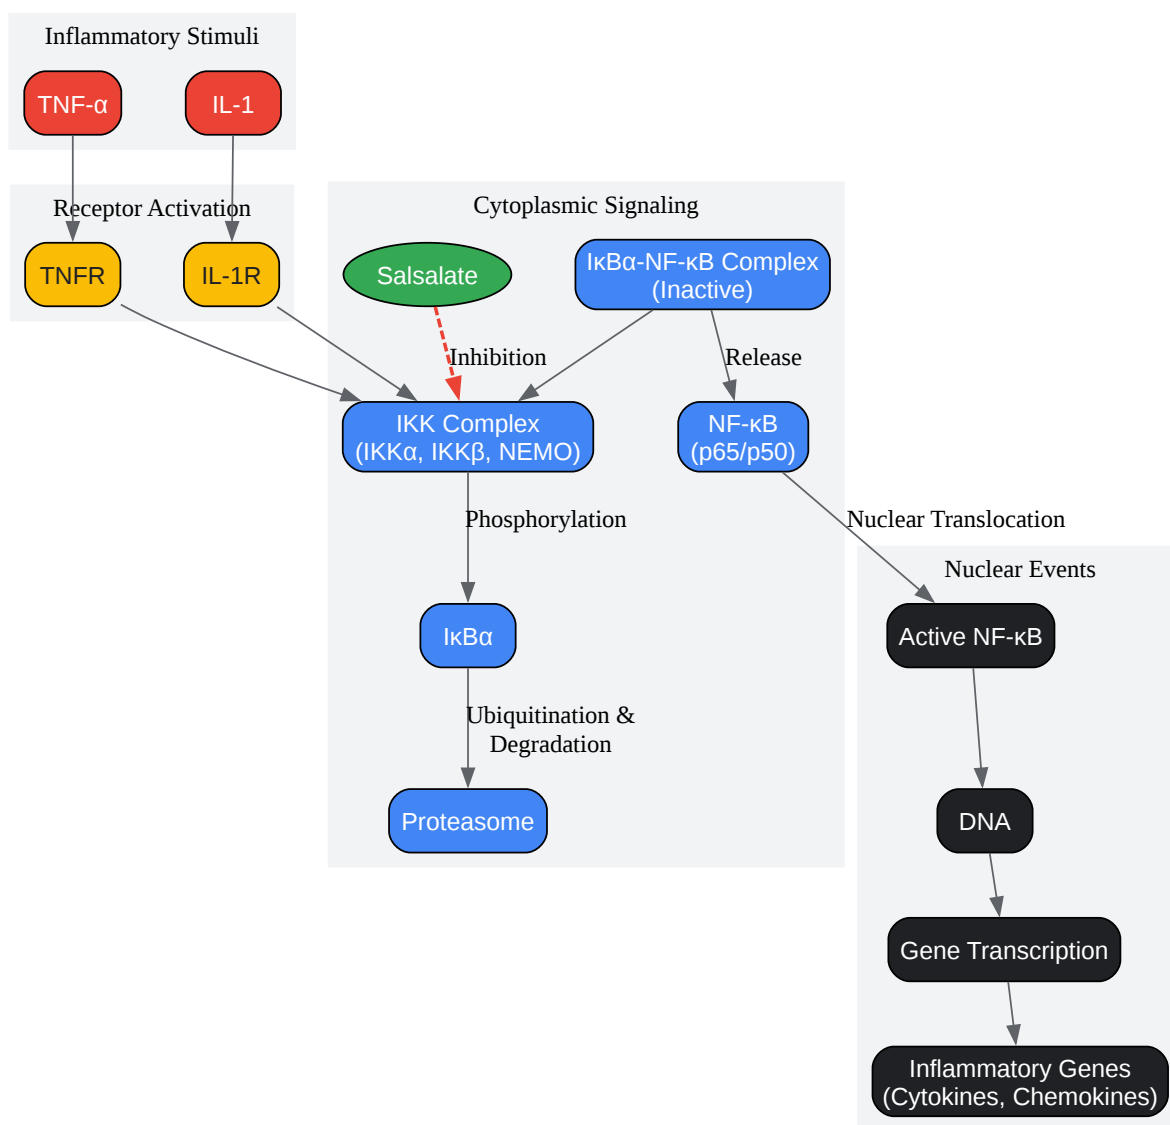 Inflammatory Stimuli
TNF-α
IL-1
Receptor Activation
TNFR
IL-1R
Cytoplasmic Signaling
Salsalate
IκBα-NF-κB Complex
(Inactive)
Inhibition
Release
IKK Complex
(IKKα, IKKβ, NEMO)
NF-κB
(p65/p50)
Phosphorylation
Nuclear Translocation
Nuclear Events
IκBα
Active NF-κB
Ubiquitination &
Degradation
Proteasome
DNA
Gene Transcription
Inflammatory Genes
(Cytokines, Chemokines)